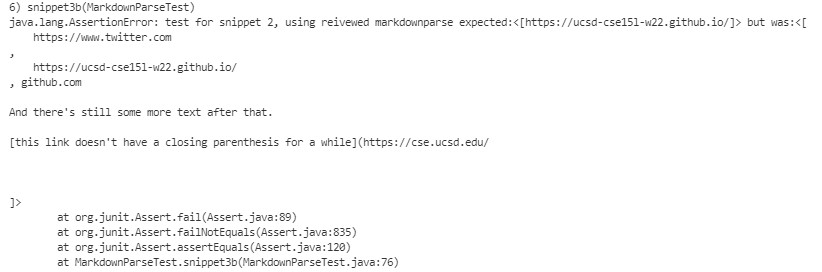 6) snippet3b(MarkdownParseTest)
java.lang.AssertionError: test for snippet 2, using reivewed markdownparse expected:<[https://ucsd-cse15l-w22.github.io/]> but was:<[
    https://www.twitter.com
,
    https://ucsd-cse15l-w22.github.io/
, github.com
And there's still some more text after that.
[this link doesn't have a closing parenthesis for a while](https://cse.ucsd.edu/
]>
        at org.junit.Assert.fail(Assert.java:89)
        at org.junit.Assert.failNotEquals(Assert.java:835)
        at org.junit.Assert.assertEquals(Assert.java:120)
        at MarkdownParseTest.snippet3b(MarkdownParseTest.java:76)